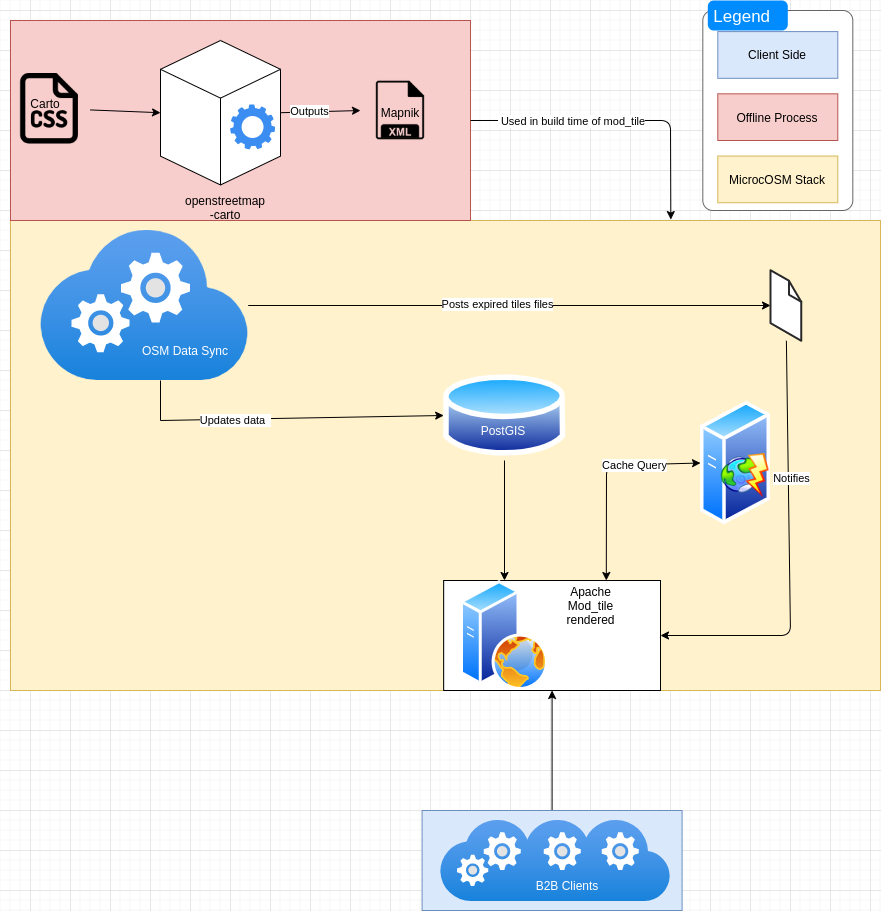 Legend
Client Side
Offline Process
MicrocOSM Stack
Carto
CSS
Outputs
Mapnik
XML
openstreetmap
-carto
Used in build time of mod_tile
OSM Data Sync
Posts expired tiles files
Updates data
PostGIS
Cache Query
Notifies
Apache
Mod_tile
rendered
B2B Clients